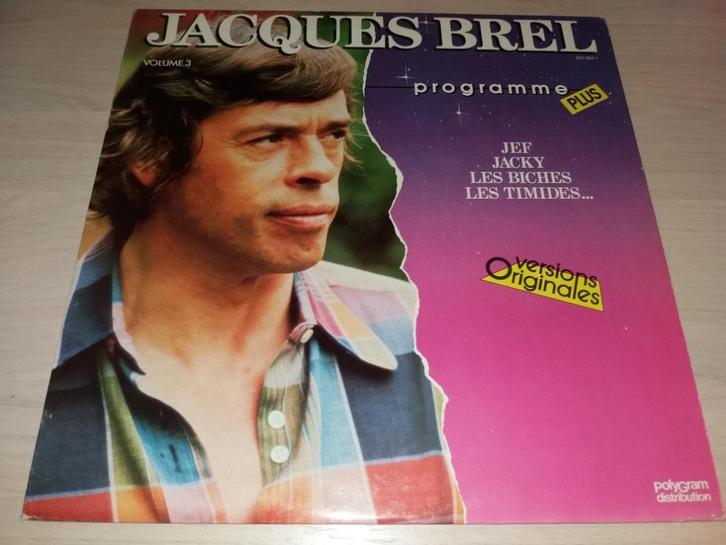 JACQUES BREL
VOLUME 3
programme
PLUS
JEF
JACKY
LES BICHES
LES TIMIDES...
versions
Originales
polyGram
distribution